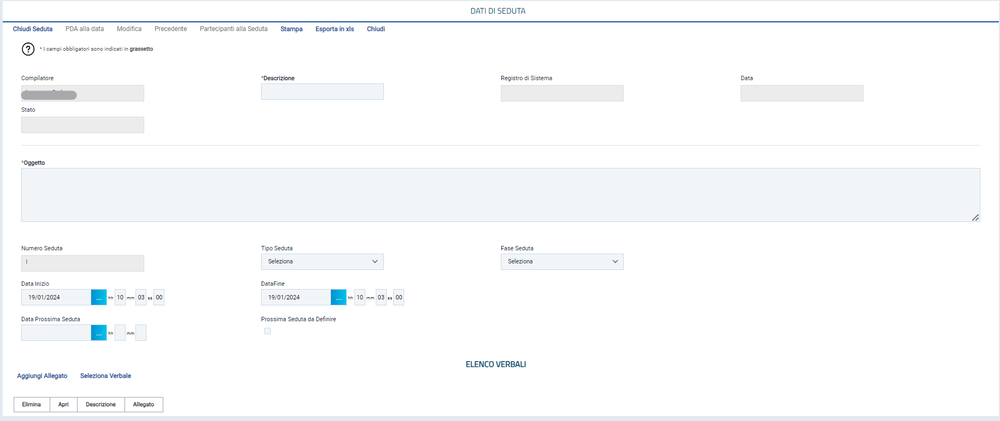 DATI DI SEDUTA
Chiudi Seduta PDA alla data Modifica Precedente Partecipanti alla Seduta Stampa Esporta in xls Chiudi
? * I campi obbligatori sono indicati in grassetto
Compilatore *Descrizione Registro di Sistema Data
Stato
*Oggetto
Numero Seduta Tipo Seduta Fase Seduta
I Seleziona Seleziona
Data Inizio DataFine
19/01/2024 ... hh 10 mm 03 ss 00 19/01/2024 ... hh 10 mm 03 ss 00
Data Prossima Seduta Prossima Seduta da Definire
... hh mm
ELENCO VERBALI
Aggiungi Allegato Seleziona Verbale
Elimina Apri Descrizione Allegato